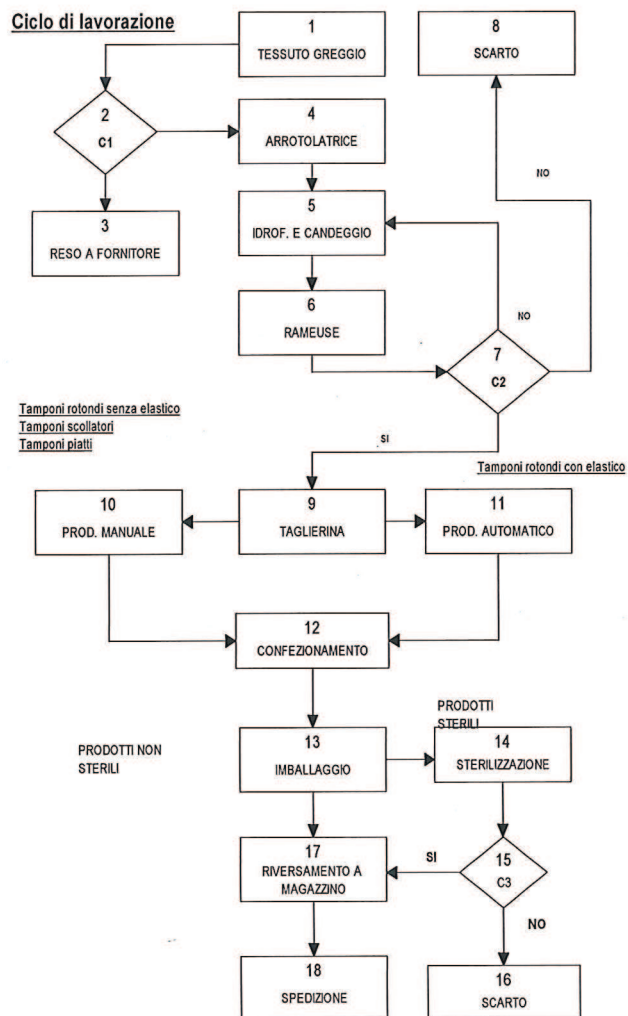 Ciclo di lavorazione
1
TESSUTO GREGGIO
8
SCARTO
2
C1
4
ARROTOLATRICE
NO
3
RESO A FORNITORE
5
IDROF. E CANDEGGIO
6
RAMEUSE
NO
7
C2
Tamponi rotondi senza elastico
Tamponi scollatori
Tamponi piatti
SI
Tamponi rotondi con elastico
10
PROD. MANUALE
9
TAGLIERINA
11
PROD. AUTOMATICO
12
CONFEZIONAMENTO
PRODOTTI NON
STERILI
13
IMBALLAGGIO
PRODOTTI
STERILI
14
STERILIZZAZIONE
17
RIVERSAMENTO A
MAGAZZINO
SI
15
C3
NO
18
SPEDIZIONE
16
SCARTO